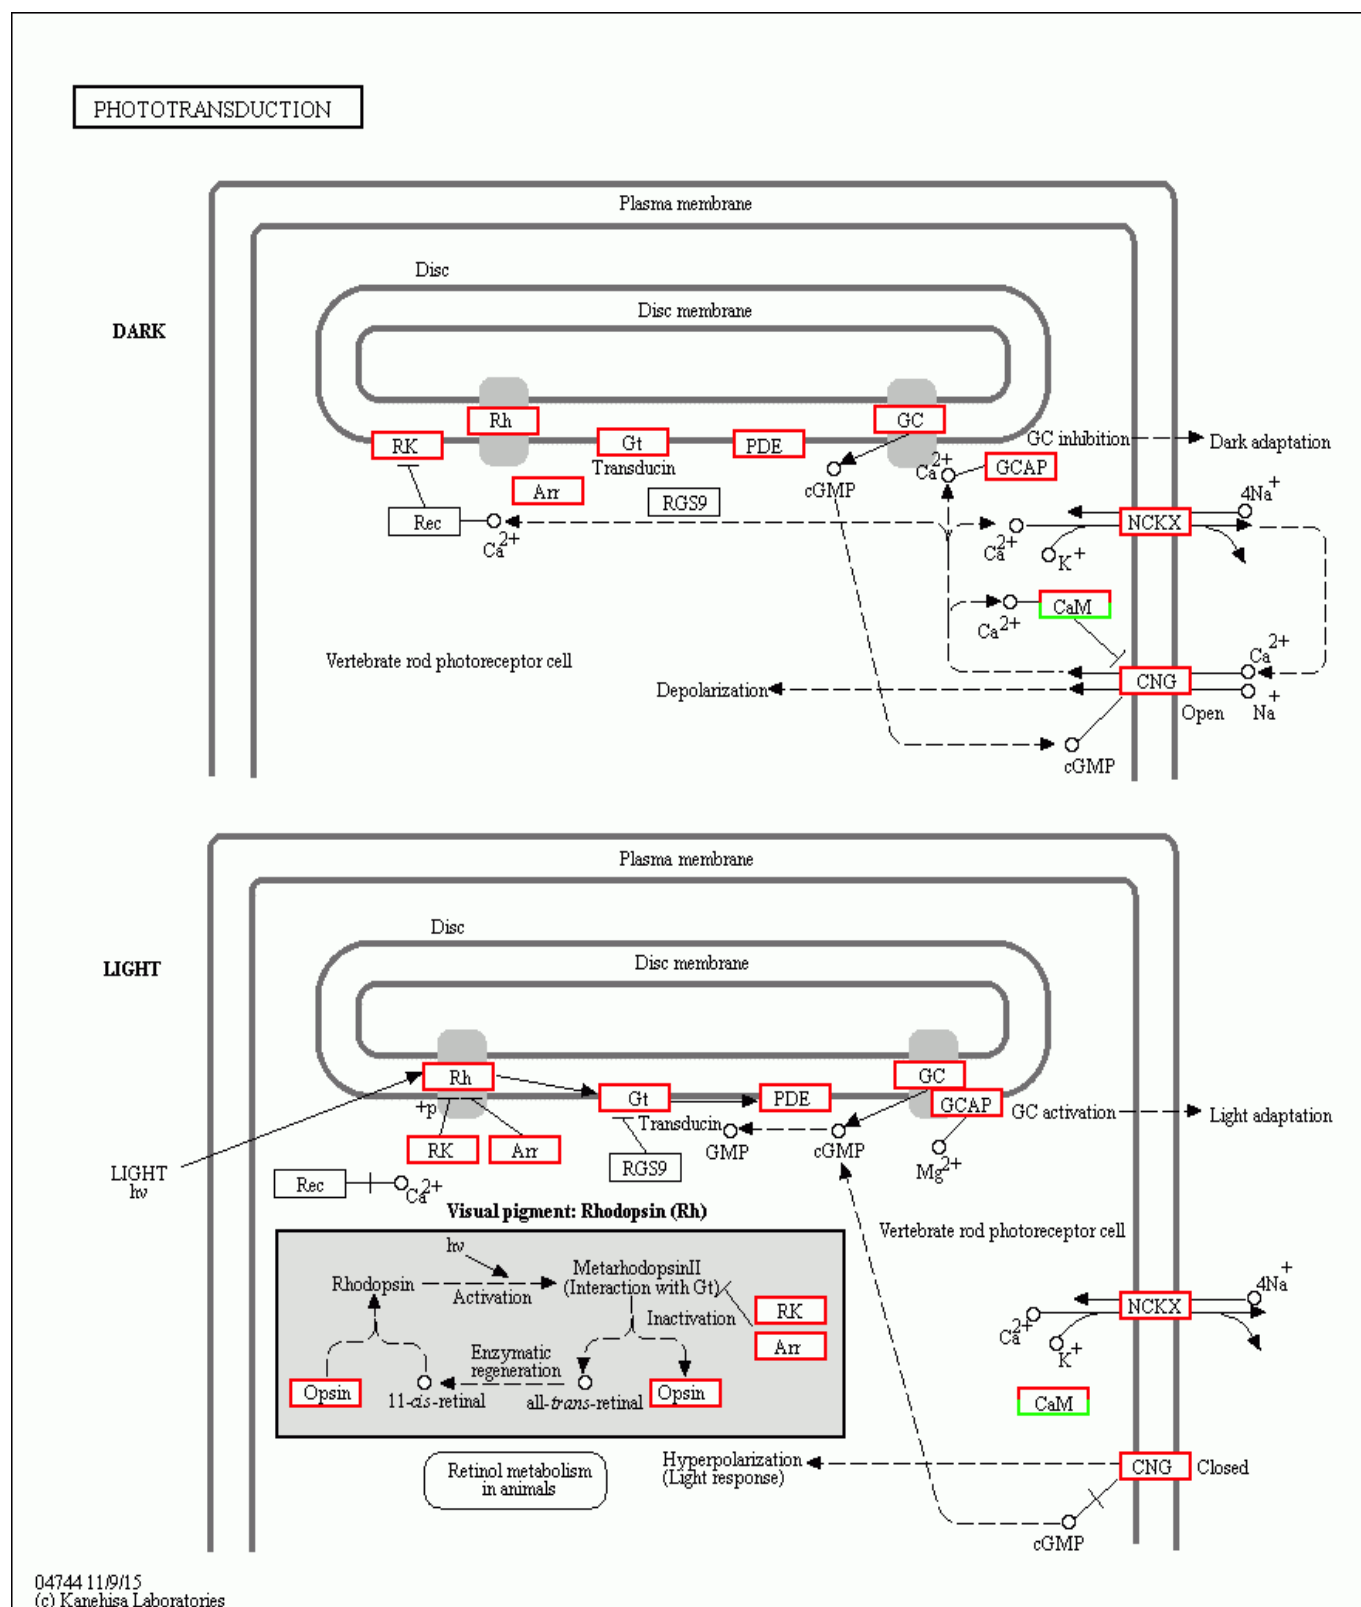 PHOTOTRANSDUCTION
Plasma membrane
Disc
Disc membrane
DARK
Rh
GC
RK
Gt
PDE
GC inhibition
Dark adaptation
Transducin
Ca2+
GCAP
cGMP
Arr
RGS9
4Na+
Rec
Ca2+
Ca2+
K+
NCKX
Ca2+
CaM
Vertebrate rod photoreceptor cell
Ca2+
Depolarization
CNG
Open
Na+
cGMP
Plasma membrane
Disc
LIGHT
Disc membrane
Rh
GC
+p
Gt
PDE
GCAP
GC activation
Light adaptation
Transducin
GMP
cGMP
RK
Arr
RGS9
Mg2+
LIGHT
hν
Rec
Ca2+
Visual pigment: Rhodopsin (Rh)
Vertebrate rod photoreceptor cell
hν
Rhodopsin
Activation
MetarhodopsinII
(Interaction with Gt)
Inactivation
RK
Arr
Enzymatic
regeneration
Opsin
11-cis-retinal
all-trans-retinal
Opsin
4Na+
Ca2+
K+
NCKX
CaM
Retinol metabolism
in animals
Hyperpolarization
(Light response)
CNG
Closed
cGMP
04744 11/9/15
(c) Kanehisa Laboratories